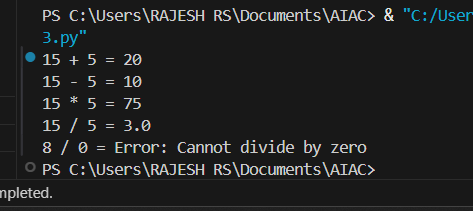 PS C:\Users\RAJESH RS\Documents\AIAC> & "C:/User
3.py"
15 + 5 = 20
15 - 5 = 10
15 * 5 = 75
15 / 5 = 3.0
8 / 0 = Error: Cannot divide by zero
PS C:\Users\RAJESH RS\Documents\AIAC>
mpleted.